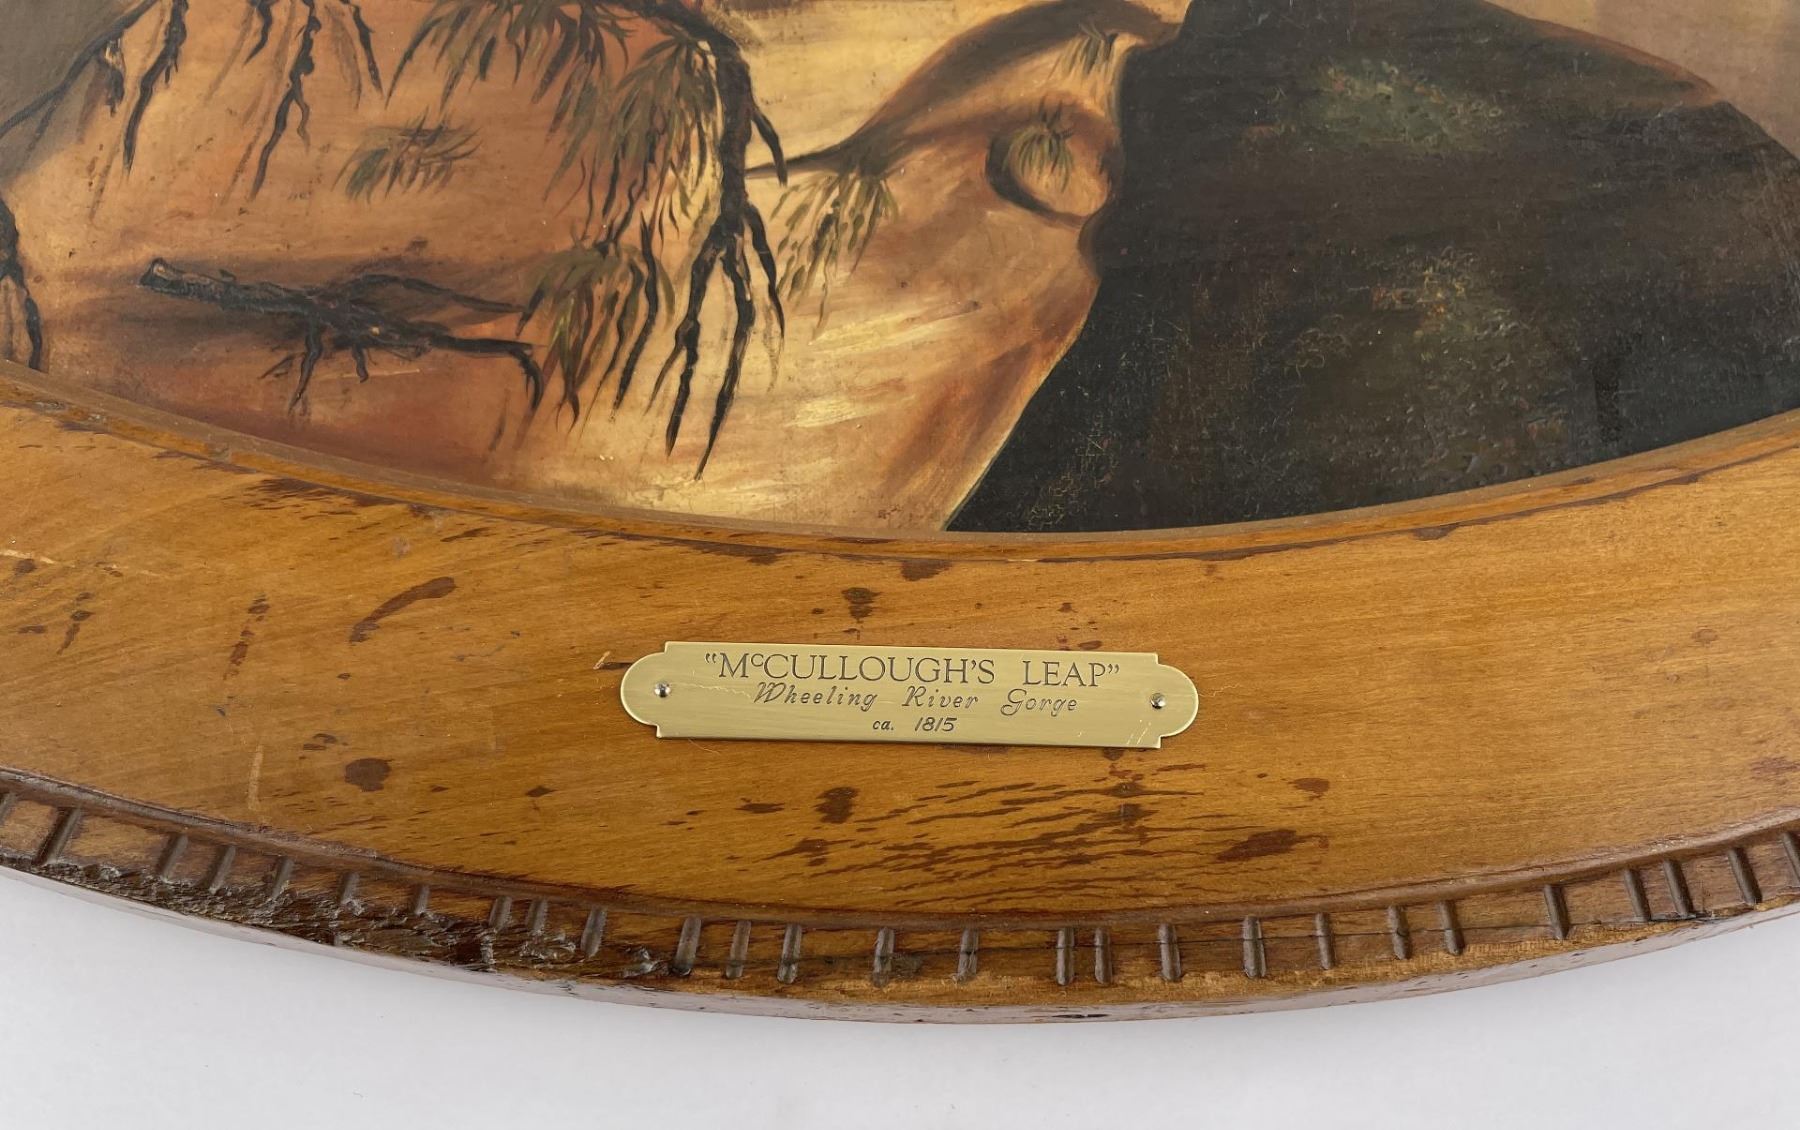 “McCULLOUGH'S LEAP”
Wheeling River Gorge
ca. 1815